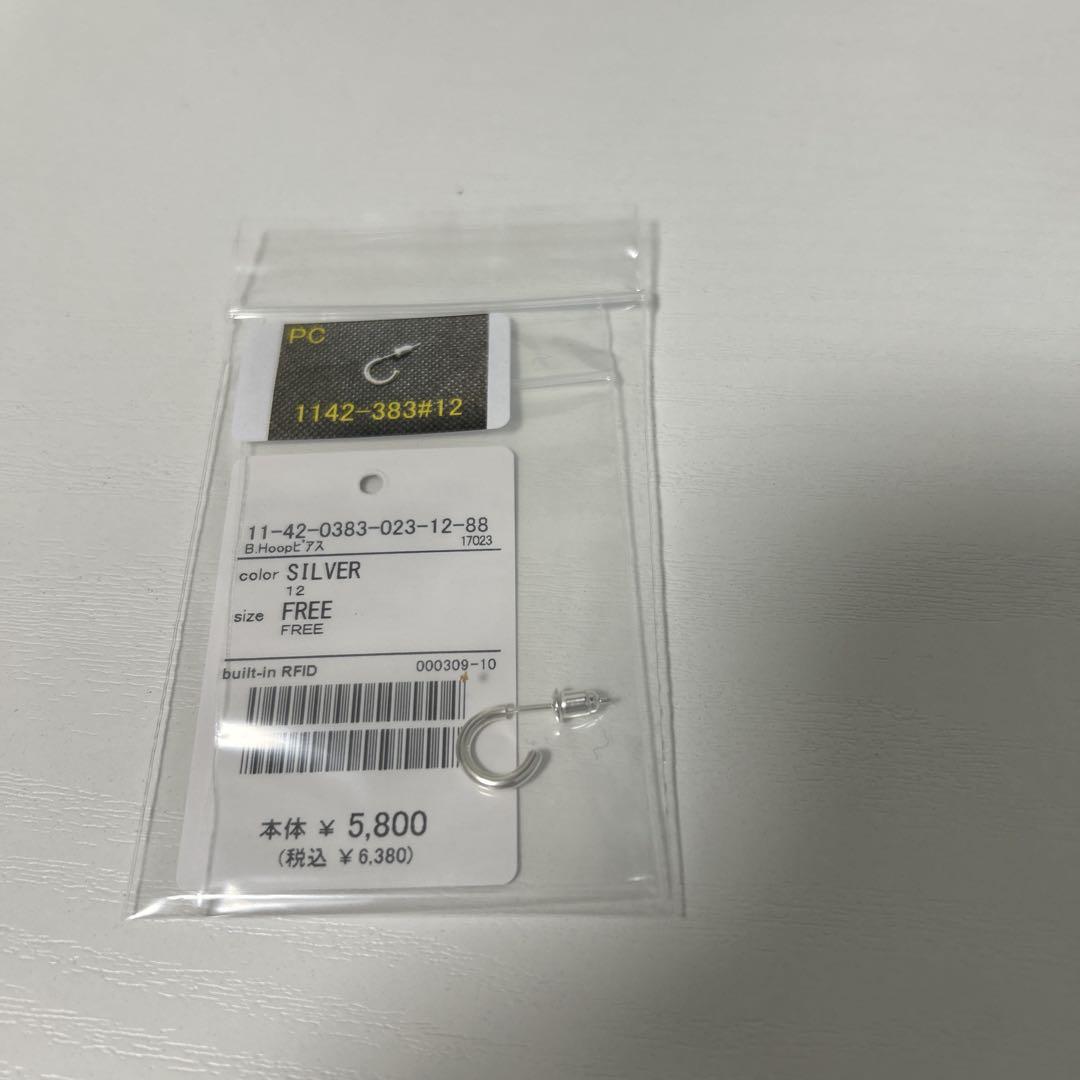 PC
1142-383#12
11-42-0383-023-12-88
B.Hoopピアス 17023
color SILVER
12
size FREE
FREE
built-in RFID 000309-10
本体 ¥ 5,800
(税込 ¥6,380)